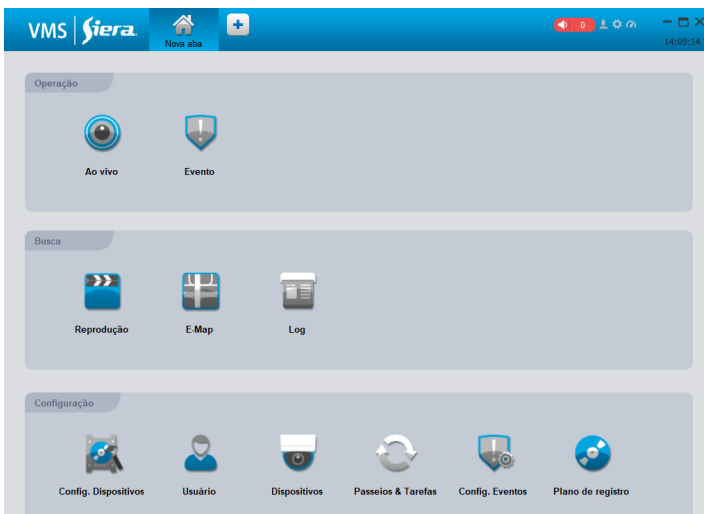 VMS Siera
Nova aba
0
14:05:14
Operação
Ao vivo
Evento
Busca
Reprodução
E-Map
Log
Configuração
Config. Dispositivos
Usuário
Dispositivos
Passeios & Tarefas
Config. Eventos
Plano de registro